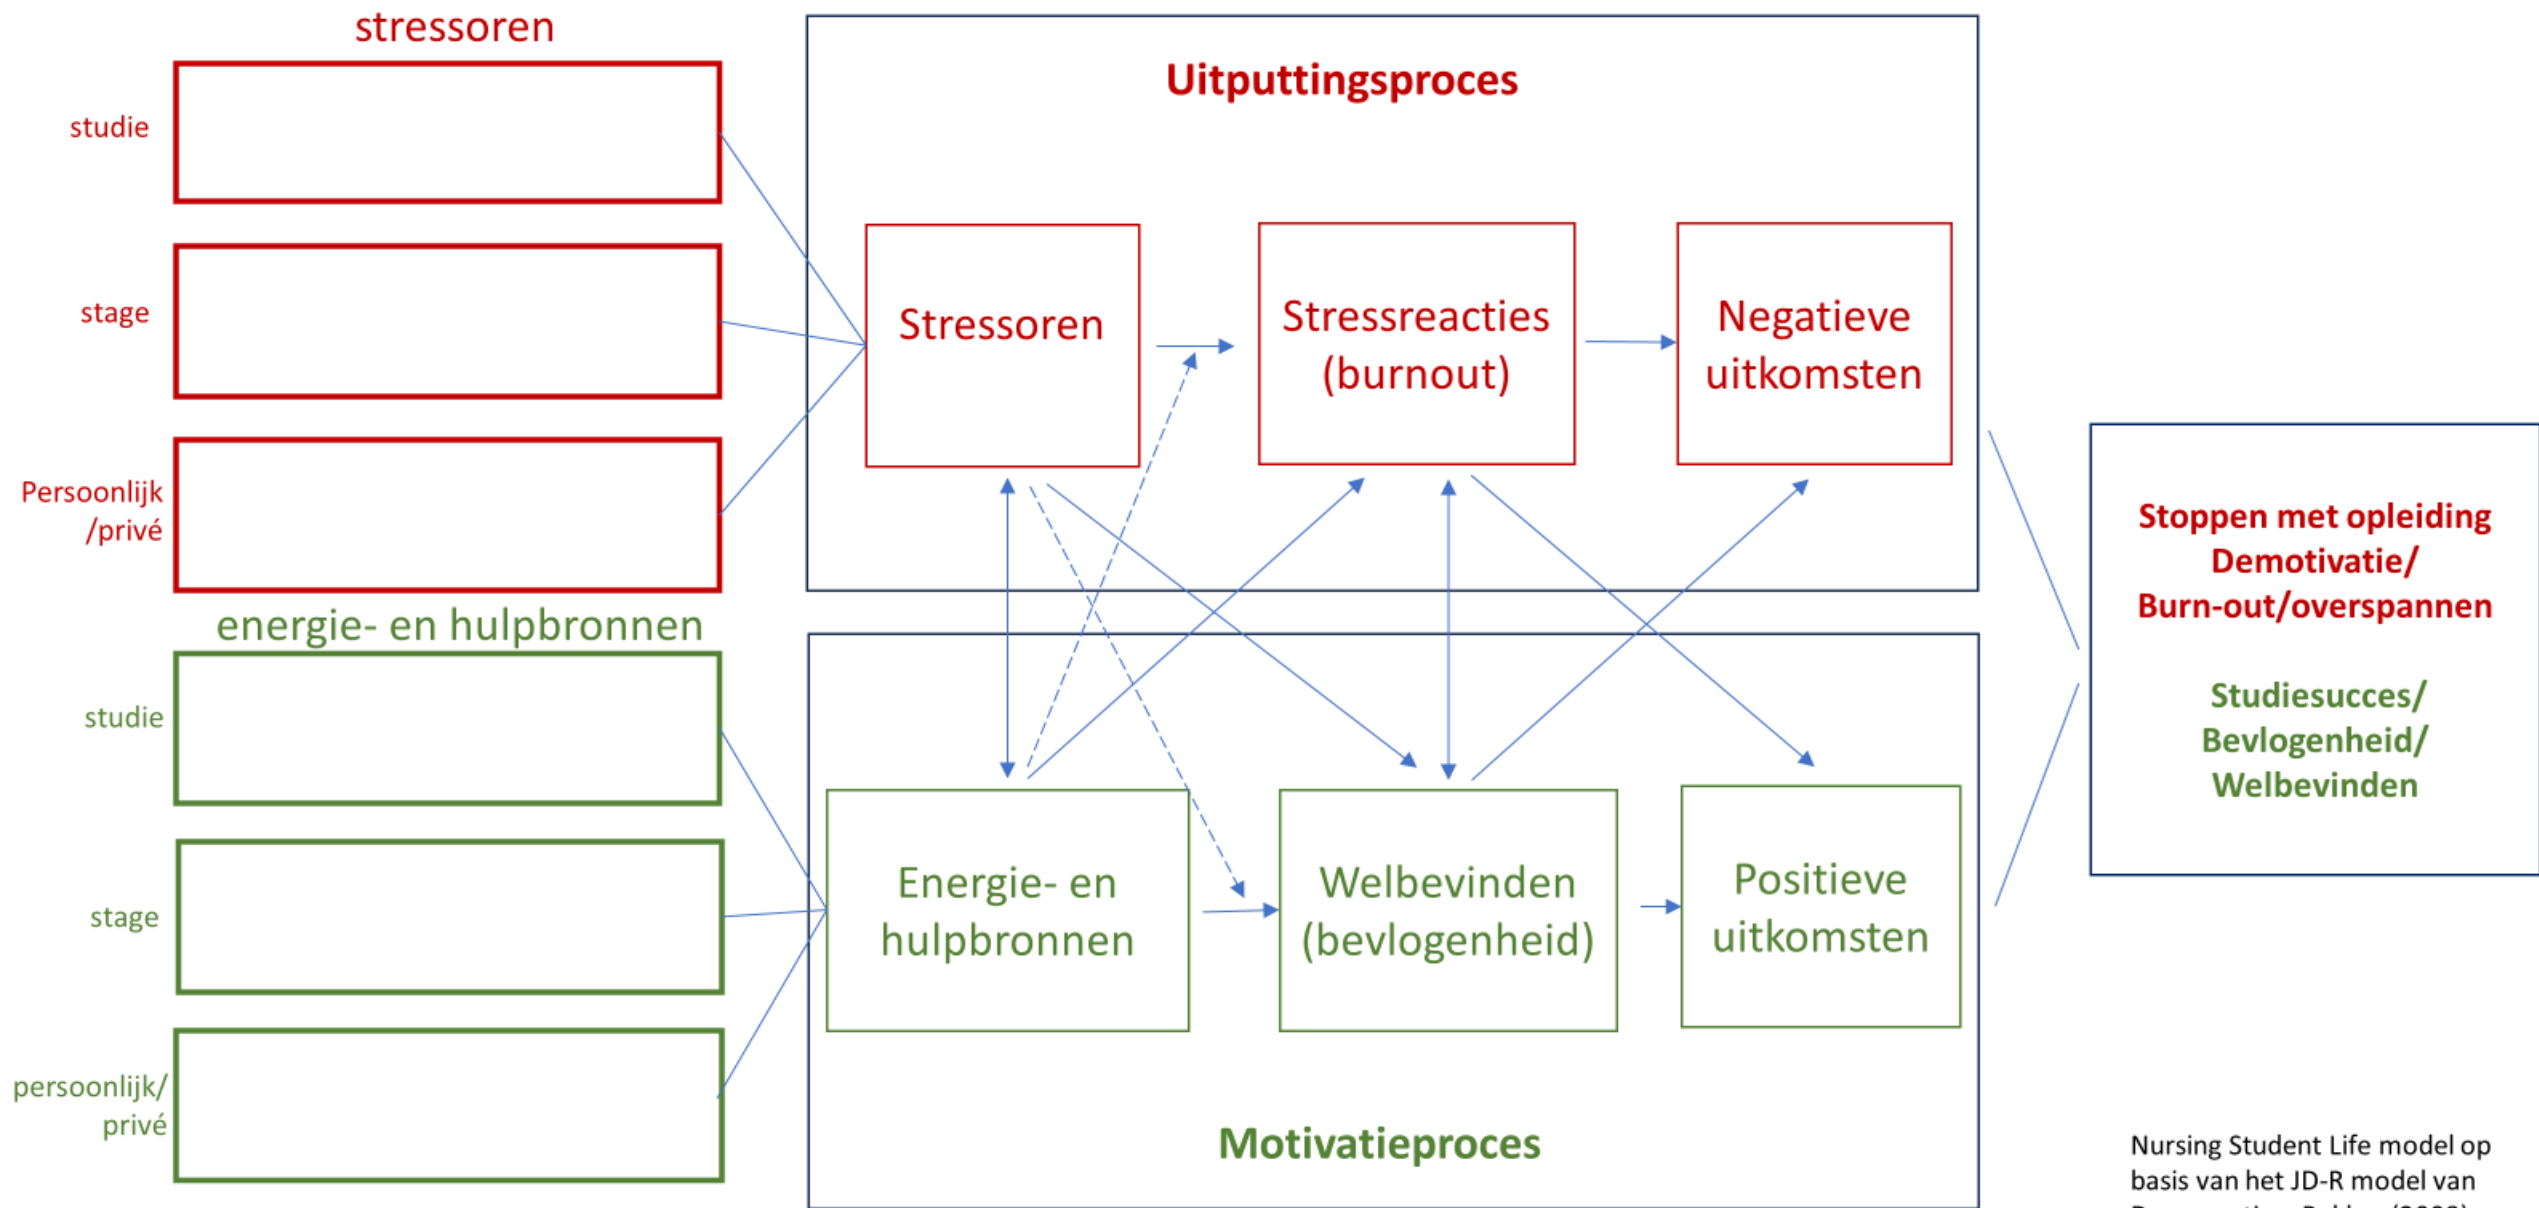 stressoren
studie
stage
Persoonlijk
/privé
energie- en hulpbronnen
studie
stage
persoonlijk/
privé
Uitputtingsproces
Stressoren
Stressreacties
(burnout)
Negatieve
uitkomsten
Energie- en
hulpbronnen
Welbevinden
(bevlogenheid)
Positieve
uitkomsten
Motivatieproces
Stoppen met opleiding
Demotivatie/
Burn-out/overspannen
Studiesucces/
Bevlogenheid/
Welbevinden
Nursing Student Life model op
basis van het JD-R model van